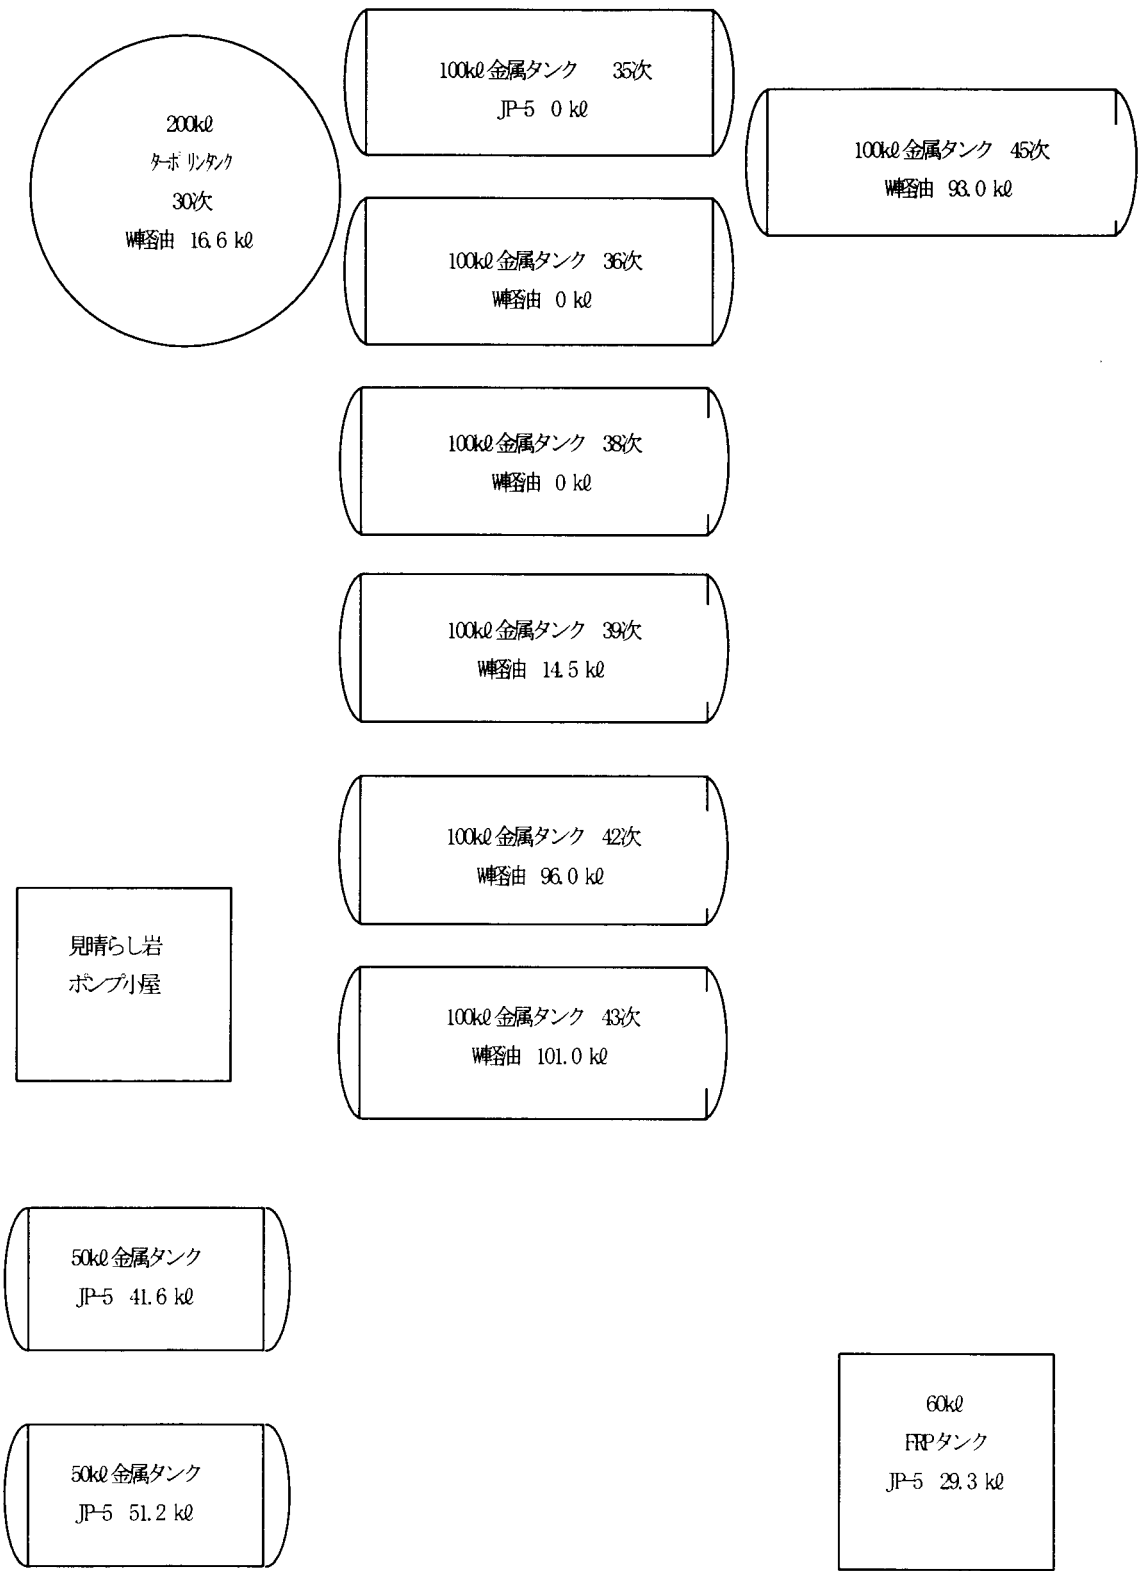 200kℓ
ターポリンタンク
30次
W軽油 16.6 kℓ
100kℓ金属タンク 35次
JP-5 0 kℓ
100kℓ金属タンク 45次
W軽油 93.0 kℓ
100kℓ金属タンク 36次
W軽油 0 kℓ
100kℓ金属タンク 38次
W軽油 0 kℓ
100kℓ金属タンク 39次
W軽油 14.5 kℓ
100kℓ金属タンク 42次
W軽油 96.0 kℓ
見晴らし岩
ポンプ小屋
100kℓ金属タンク 43次
W軽油 101.0 kℓ
50kℓ金属タンク
JP-5 41.6 kℓ
50kℓ金属タンク
JP-5 51.2 kℓ
60kℓ
FRPタンク
JP-5 29.3 kℓ